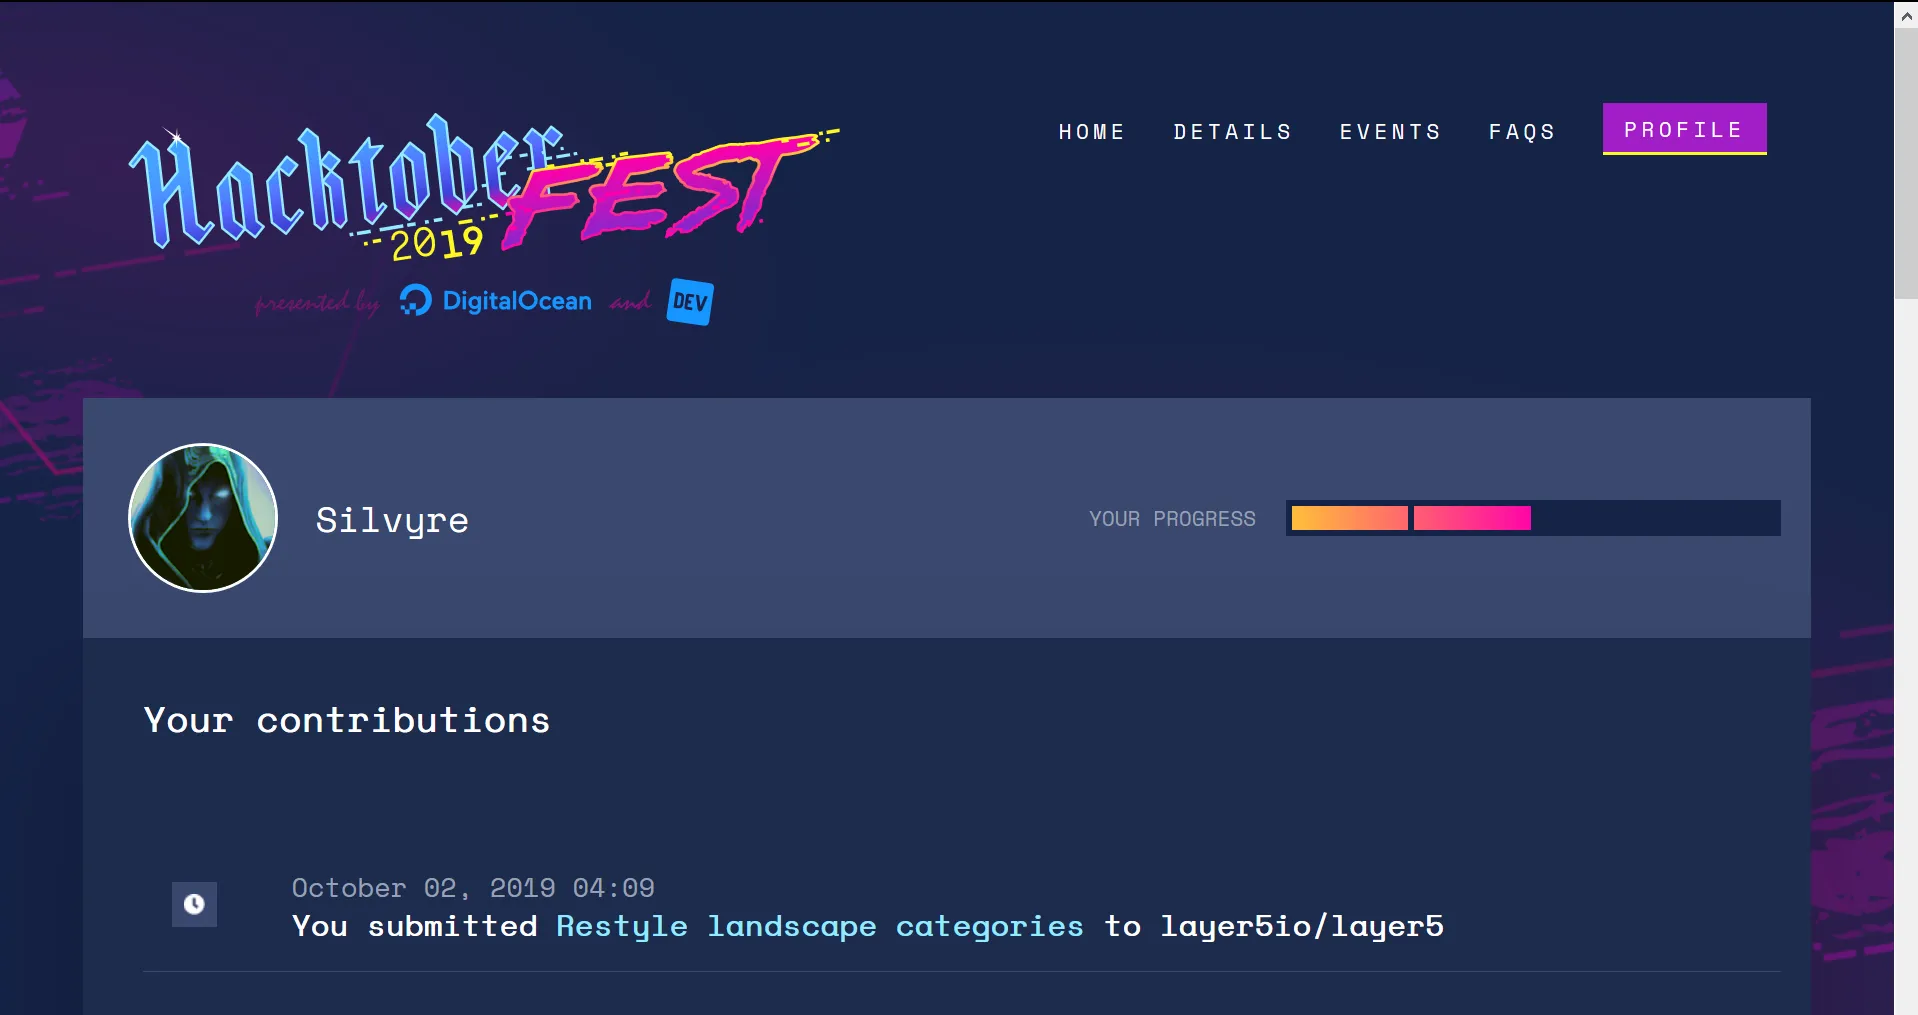 Hacktober FEST
2019
presented by DigitalOcean and DEV
HOME DETAILS EVENTS FAQS PROFILE
Silvyre
YOUR PROGRESS
Your contributions
October 02, 2019 04:09
You submitted Restyle landscape categories to layer5io/layer5